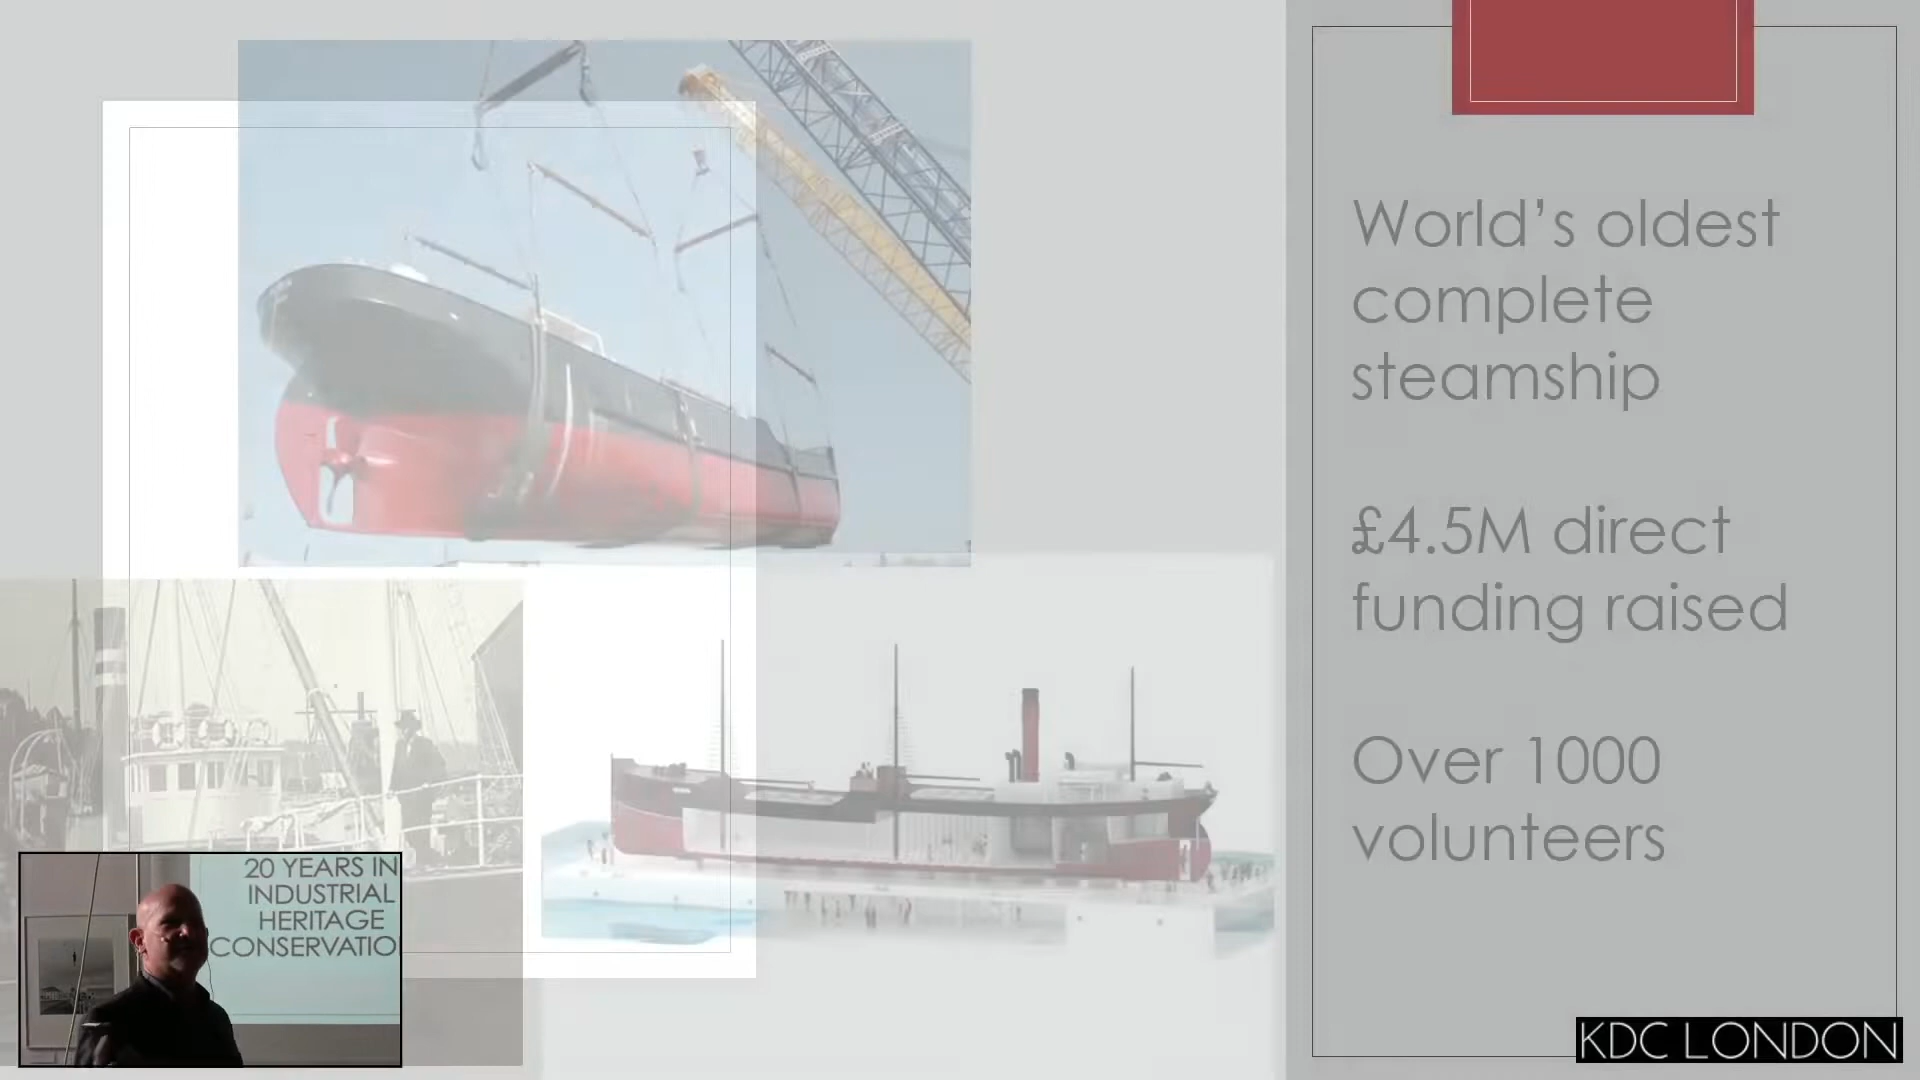 World’s oldest
complete
steamship
£4.5M direct
funding raised
Over 1000
volunteers
20 YEARS IN
INDUSTRIAL
HERITAGE
CONSERVATIO
KDC LONDON